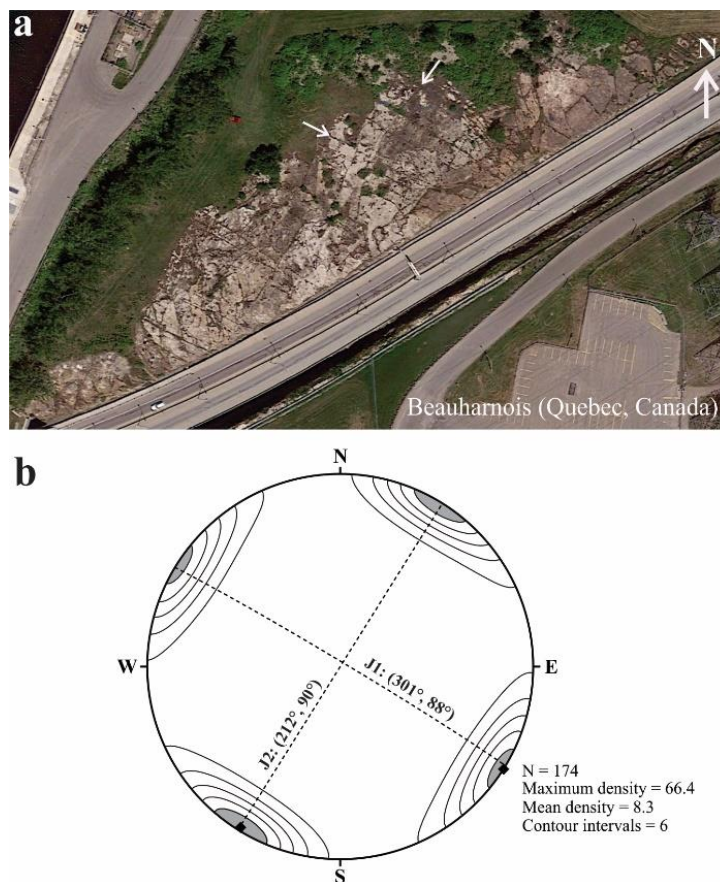 a
N
Beauharnois (Quebec, Canada)
b
N
W
E
J1: (301°, 88°)
J2: (212°, 90°)
N = 174
Maximum density = 66.4
Mean density = 8.3
Contour intervals = 6
S